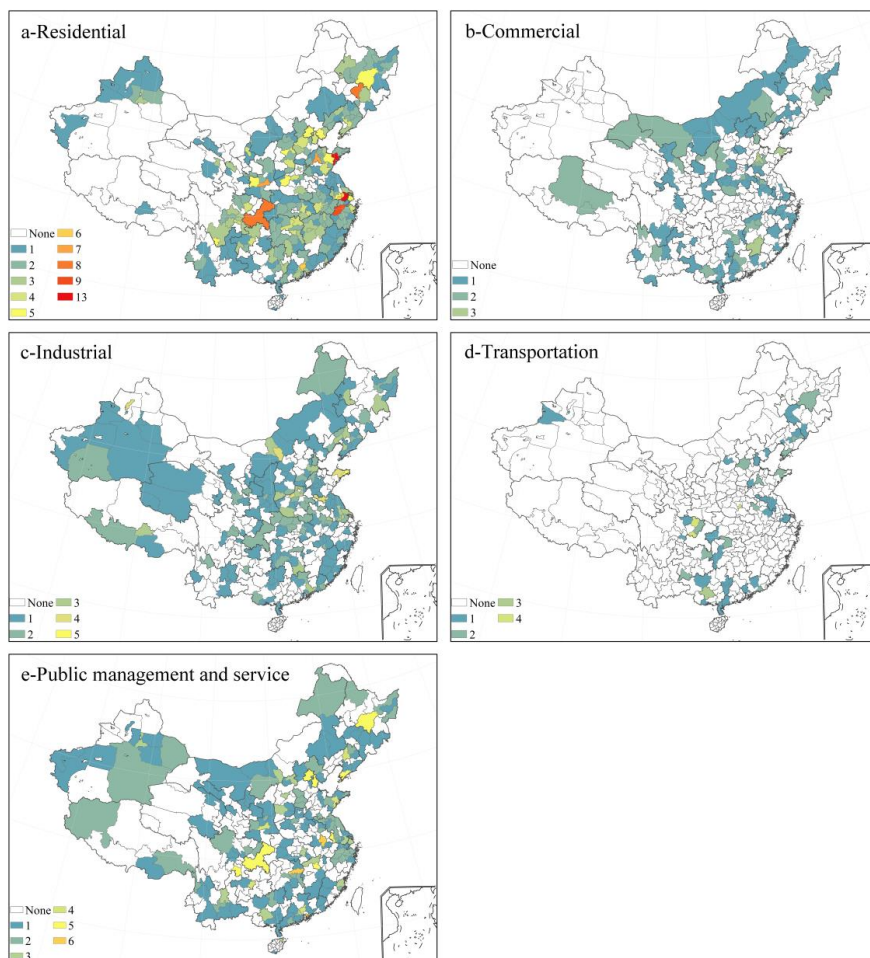 a-Residential
None
1
2
3
4
5
6
7
8
9
13
b-Commercial
None
1
2
3
c-Industrial
None
1
2
3
4
5
d-Transportation
None
1
2
3
4
e-Public management and service
None
1
2
3
4
5
6